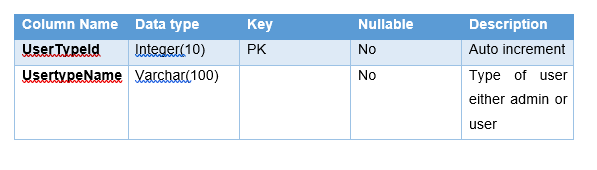 Column Name Data type Key Nullable Description
UserTypeId Integer(10) PK No Auto increment
UsertypeName Varchar(100) No Type of user
either admin or
user